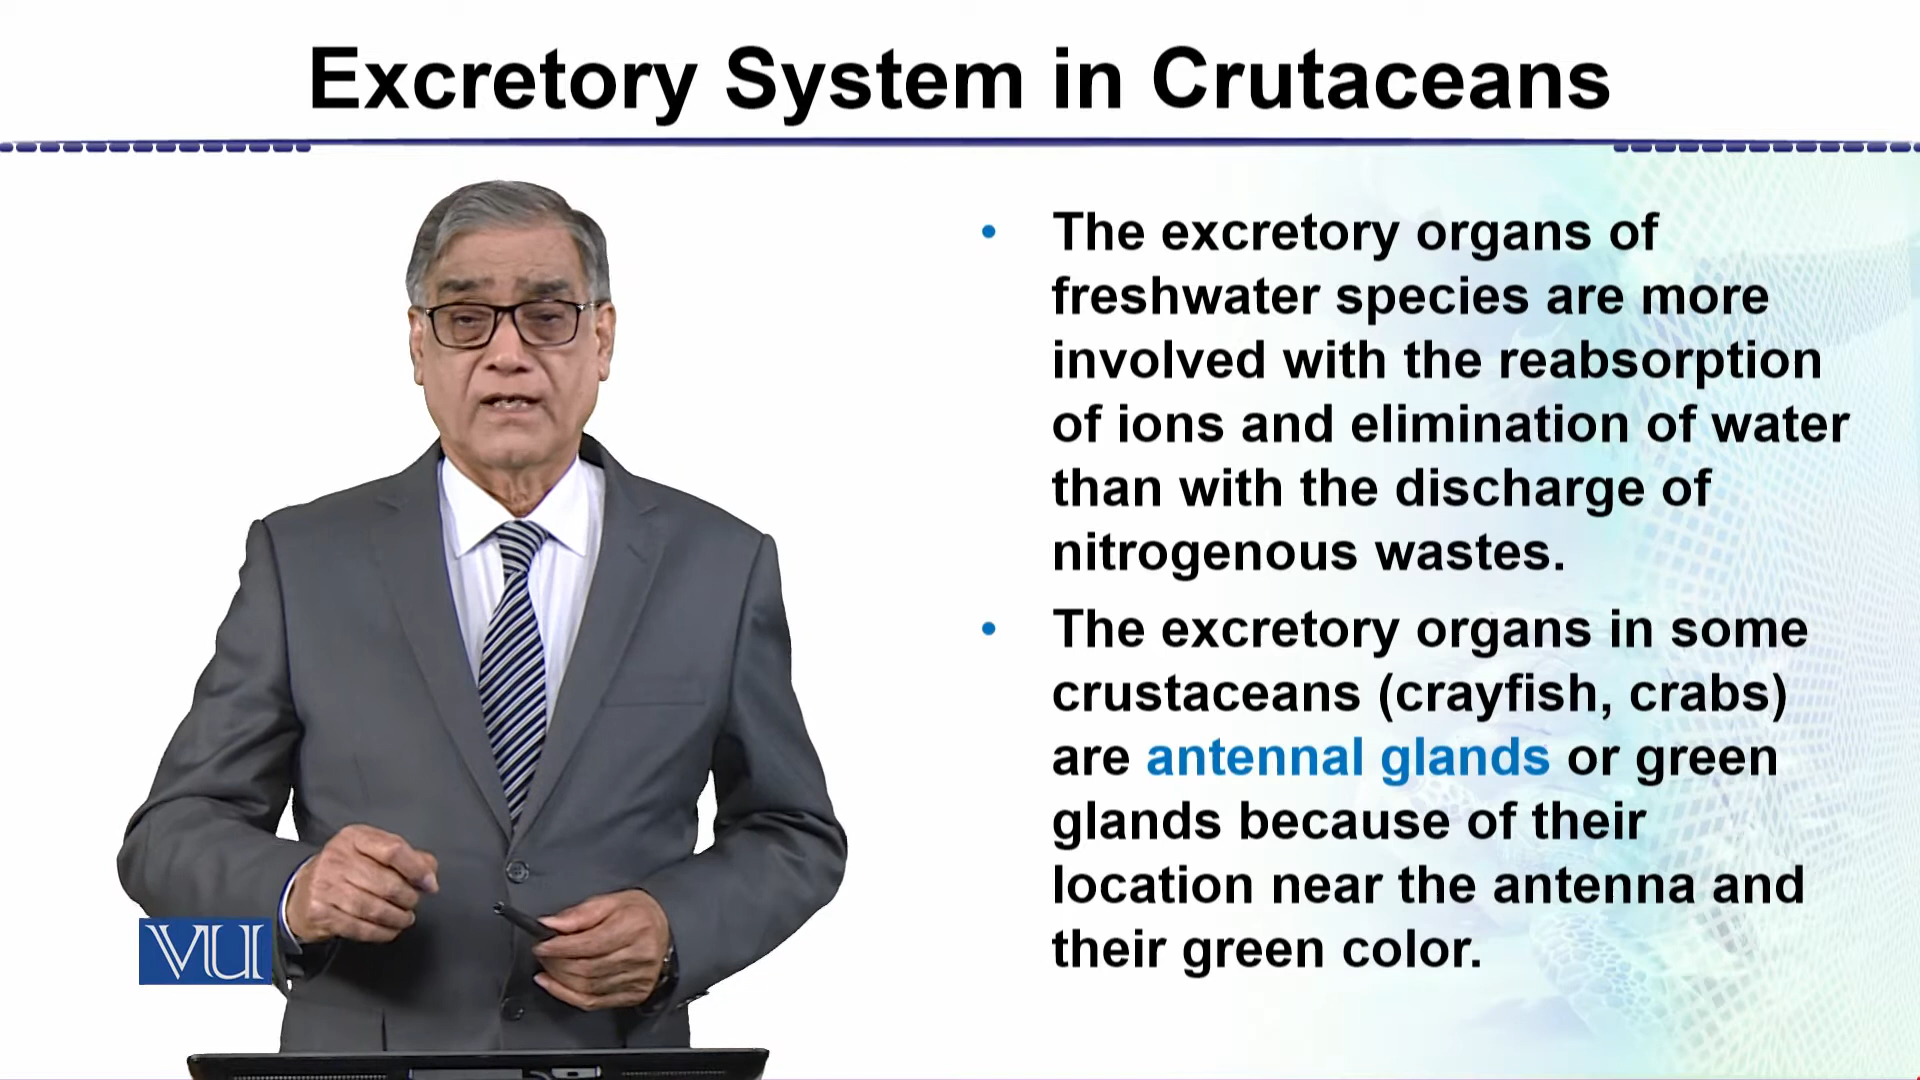 Excretory System in Crutaceans
• The excretory organs of
freshwater species are more
involved with the reabsorption
of ions and elimination of water
than with the discharge of
nitrogenous wastes.
• The excretory organs in some
crustaceans (crayfish, crabs)
are antennal glands or green
glands because of their
location near the antenna and
their green color.
VU